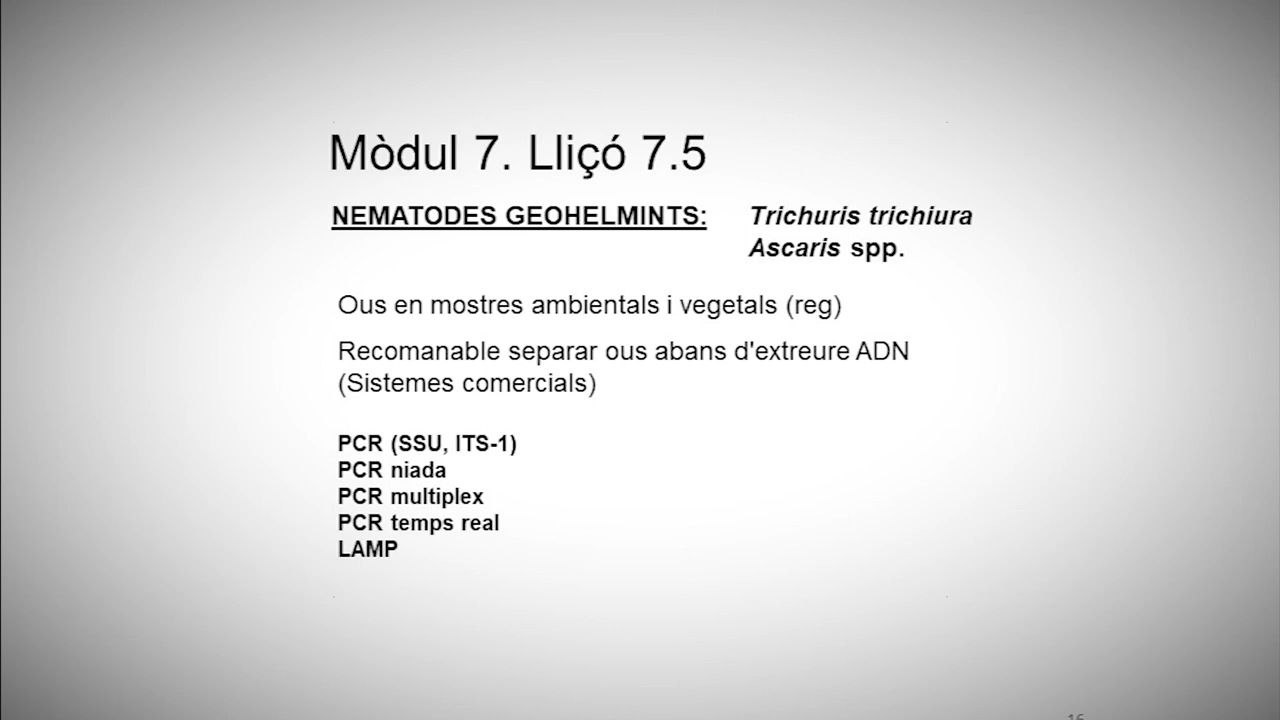 Mòdul 7. Lliçó 7.5
NEMATODES GEOHELMINTS: Trichuris trichiura
Ascaris spp.
Ous en mostres ambientals i vegetals (reg)
Recomanable separar ous abans d'extreure ADN
(Sistemes comercials)
PCR (SSU, ITS-1)
PCR niada
PCR multiplex
PCR temps real
LAMP